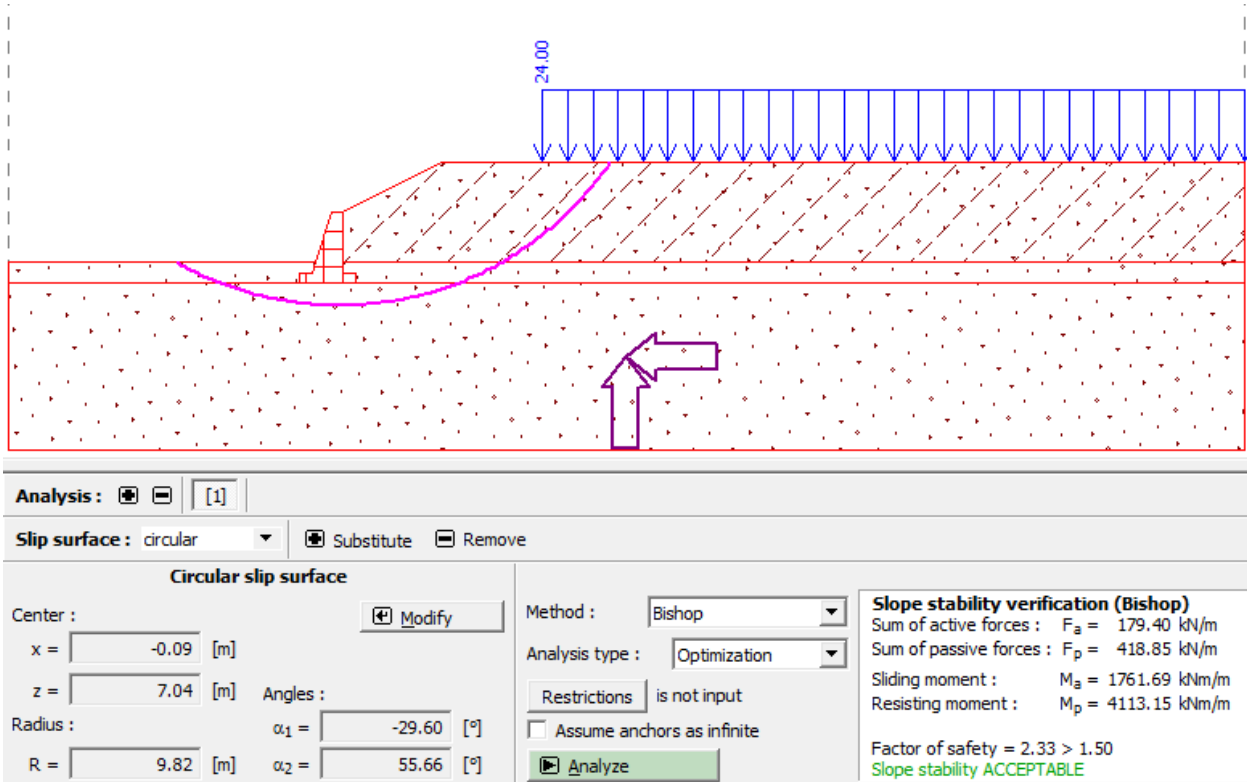 24.00
Analysis : [1]
Slip surface : circular Substitute Remove
Circular slip surface
Center : Modify
x = -0.09 [m]
z = 7.04 [m] Angles :
Radius : α1 = -29.60 [°]
R = 9.82 [m] α2 = 55.66 [°]
Method : Bishop
Analysis type : Optimization
Restrictions is not input
Assume anchors as infinite
Analyze
Slope stability verification (Bishop)
Sum of active forces : Fa = 179.40 kN/m
Sum of passive forces : Fp = 418.85 kN/m
Sliding moment : Ma = 1761.69 kNm/m
Resisting moment : Mp = 4113.15 kNm/m
Factor of safety = 2.33 > 1.50
Slope stability ACCEPTABLE